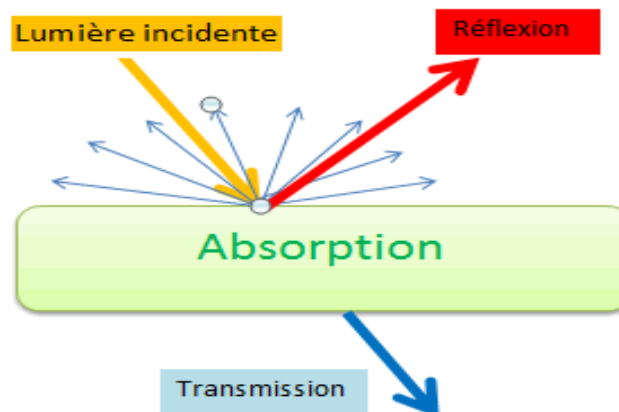 Lumière incidente
Réflexion
Absorption
Transmission